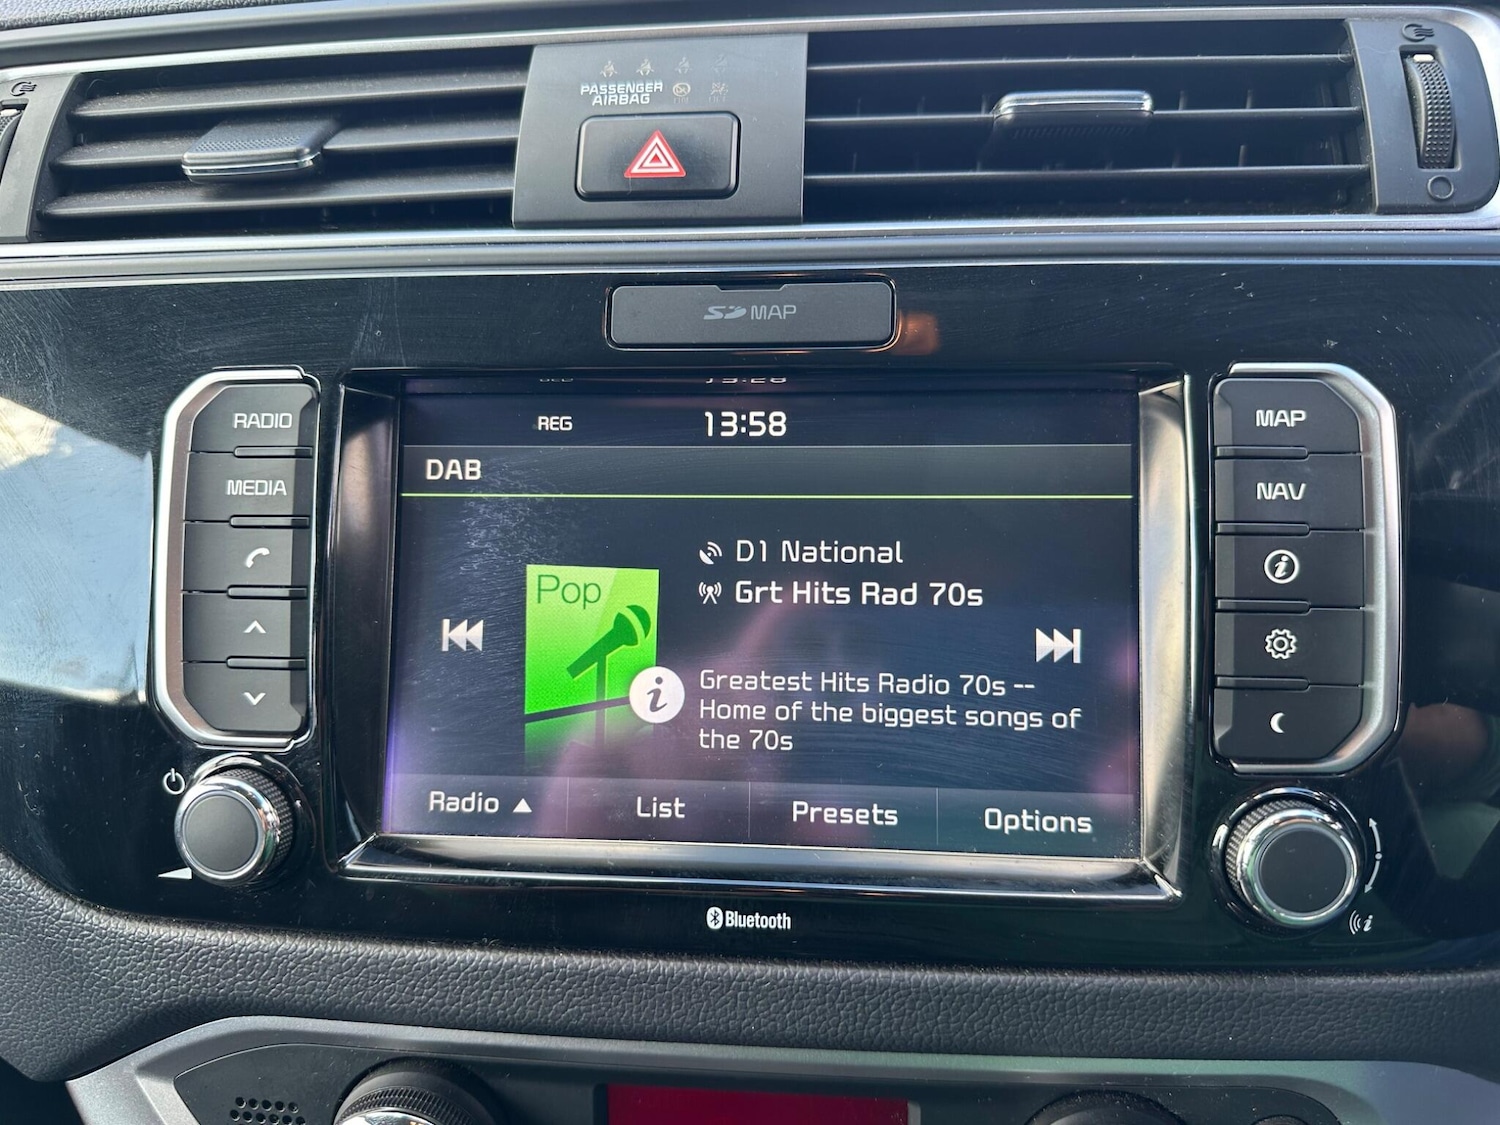 PASSENGER
AIRBAG
SD MAP
RADIO
MEDIA
REG
13:58
DAB
D1 National
Grt Hits Rad 70s
Pop
i
Greatest Hits Radio 70s --
Home of the biggest songs of
the 70s
Radio ▲
List
Presets
Options
MAP
NAV
i
Bluetooth
i